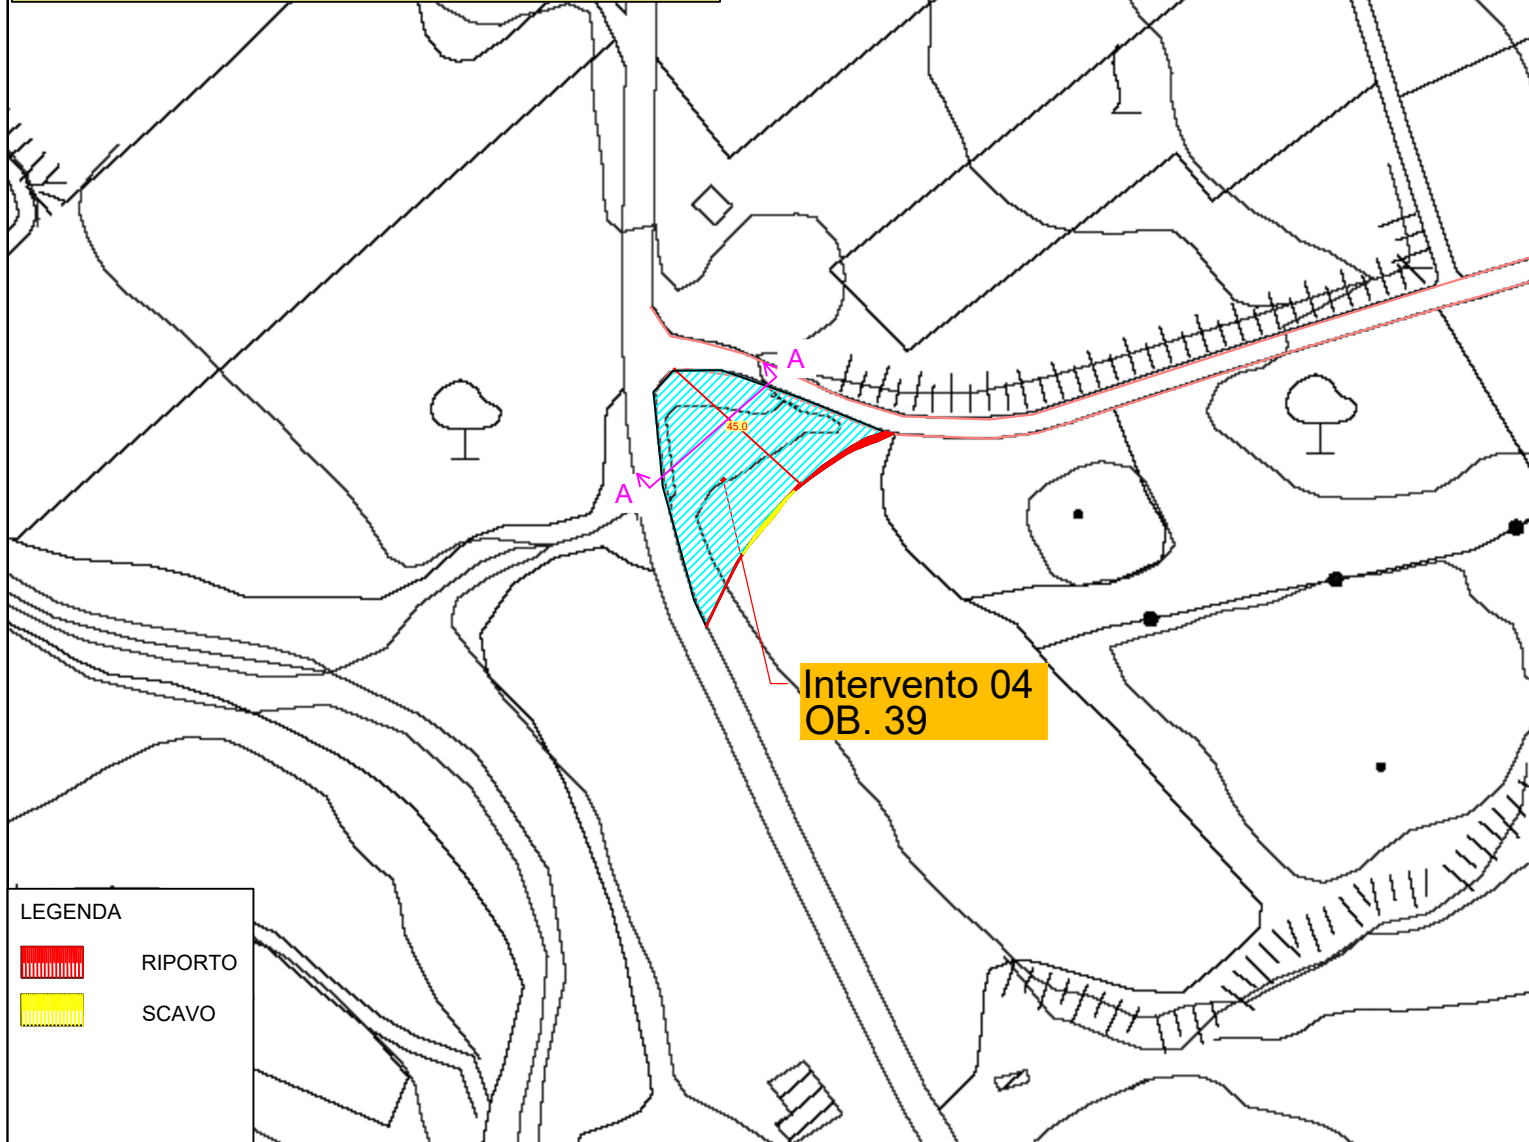 A
45.0
A
Intervento 04
OB. 39
LEGENDA
RIPORTO
SCAVO